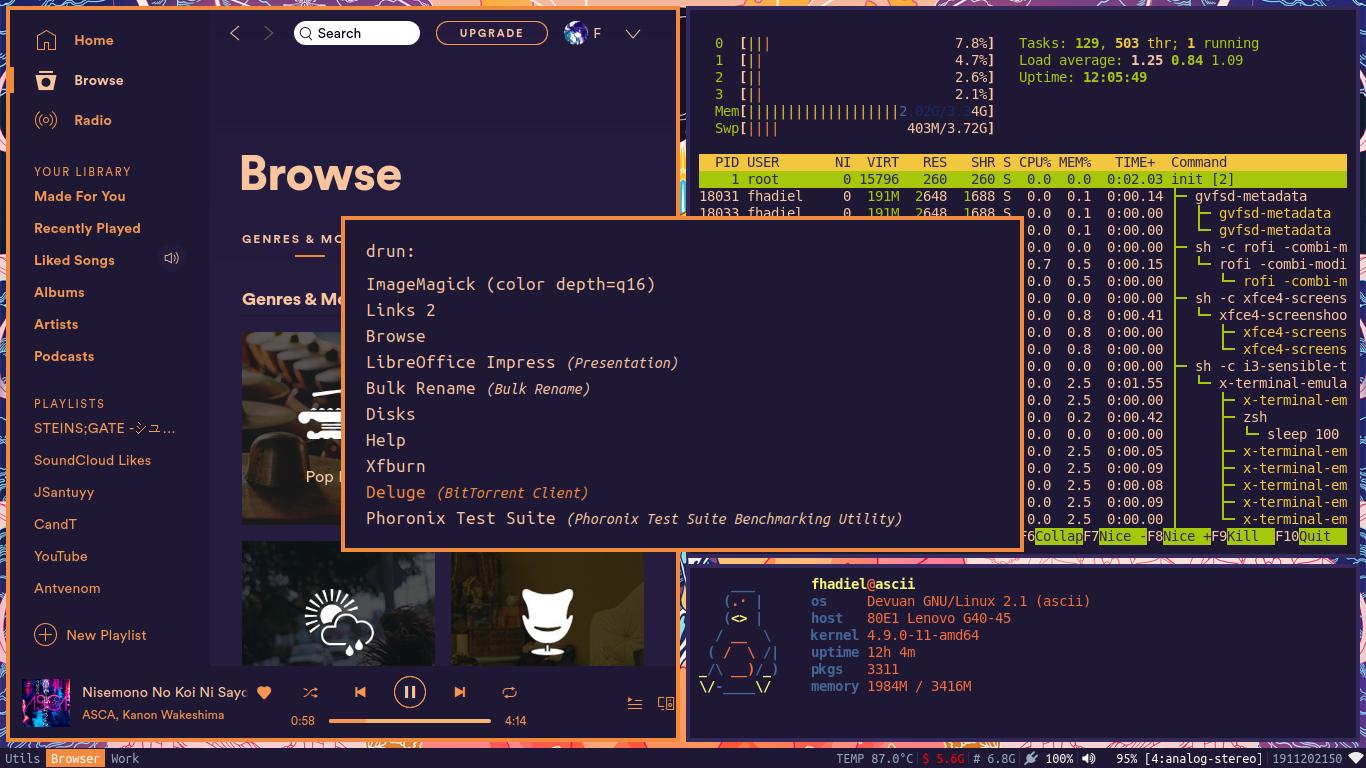 Home
Browse
Radio
YOUR LIBRARY
Made For You
Recently Played
Liked Songs
Albums
Artists
Podcasts
PLAYLISTS
STEINS;GATE -シュ...
SoundCloud Likes
JSantuyy
CandT
YouTube
Antvenom
New Playlist
Search
UPGRADE
F
Browse
GENRES & MO
Genres & Mo
Pop
Nisemono No Koi Ni Sayo
ASCA, Kanon Wakeshima
0:58
4:14
drun:
ImageMagick (color depth=q16)
Links 2
Browse
LibreOffice Impress (Presentation)
Bulk Rename (Bulk Rename)
Disks
Help
Xfburn
Deluge (BitTorrent Client)
Phoronix Test Suite (Phoronix Test Suite Benchmarking Utility)
0 [||| 7.8%] Tasks: 129, 503 thr; 1 running
1 [|| 4.7%] Load average: 1.25 0.84 1.09
2 [|| 2.6%] Uptime: 12:05:49
3 [|| 2.1%]
Mem[|||||||||||||||||||2.02G/3.34G]
Swp[|||| 403M/3.72G]
PID USER NI VIRT RES SHR S CPU% MEM% TIME+ Command
1 root 0 15796 260 260 S 0.0 0.0 0:02.03 init [2]
18031 fhadiel 0 191M 2648 1688 S 0.0 0.1 0:00.14 ├─ gvfsd-metadata
18033 fhadiel 0 191M 2648 1688 S 0.0 0.1 0:00.00 │ ├─ gvfsd-metadata
0.0 0.1 0:00.00 │ └─ gvfsd-metadata
0.0 0.0 0:00.00 ├─ sh -c rofi -combi-m
0.7 0.5 0:00.15 │ └─ rofi -combi-modi
0.0 0.5 0:00.00 │ └─ rofi -combi-m
0.0 0.0 0:00.00 ├─ sh -c xfce4-screens
0.0 0.8 0:00.41 │ └─ xfce4-screenshoo
0.0 0.8 0:00.00 │ ├─ xfce4-screens
0.0 0.8 0:00.00 │ └─ xfce4-screens
0.0 0.0 0:00.00 ├─ sh -c i3-sensible-t
0.0 2.5 0:01.55 │ └─ x-terminal-emula
0.0 2.5 0:00.00 │ ├─ x-terminal-em
0.0 0.2 0:00.42 │ ├─ zsh
0.0 0.0 0:00.00 │ │ └─ sleep 100
0.0 2.5 0:00.05 │ ├─ x-terminal-em
0.0 2.5 0:00.09 │ ├─ x-terminal-em
0.0 2.5 0:00.08 │ ├─ x-terminal-em
0.0 2.5 0:00.09 │ ├─ x-terminal-em
0.0 2.5 0:00.00 │ └─ x-terminal-em
F6CollapF7Nice -F8Nice +F9Kill F10Quit
fhadiel@ascii
os Devuan GNU/Linux 2.1 (ascii)
host 80E1 Lenovo G40-45
kernel 4.9.0-11-amd64
uptime 12h 4m
pkgs 3311
memory 1984M / 3416M
Utils Browser Work
TEMP 87.0°C $ 5.6G # 6.8G 100% 95% [4:analog-stereo] 1911202150